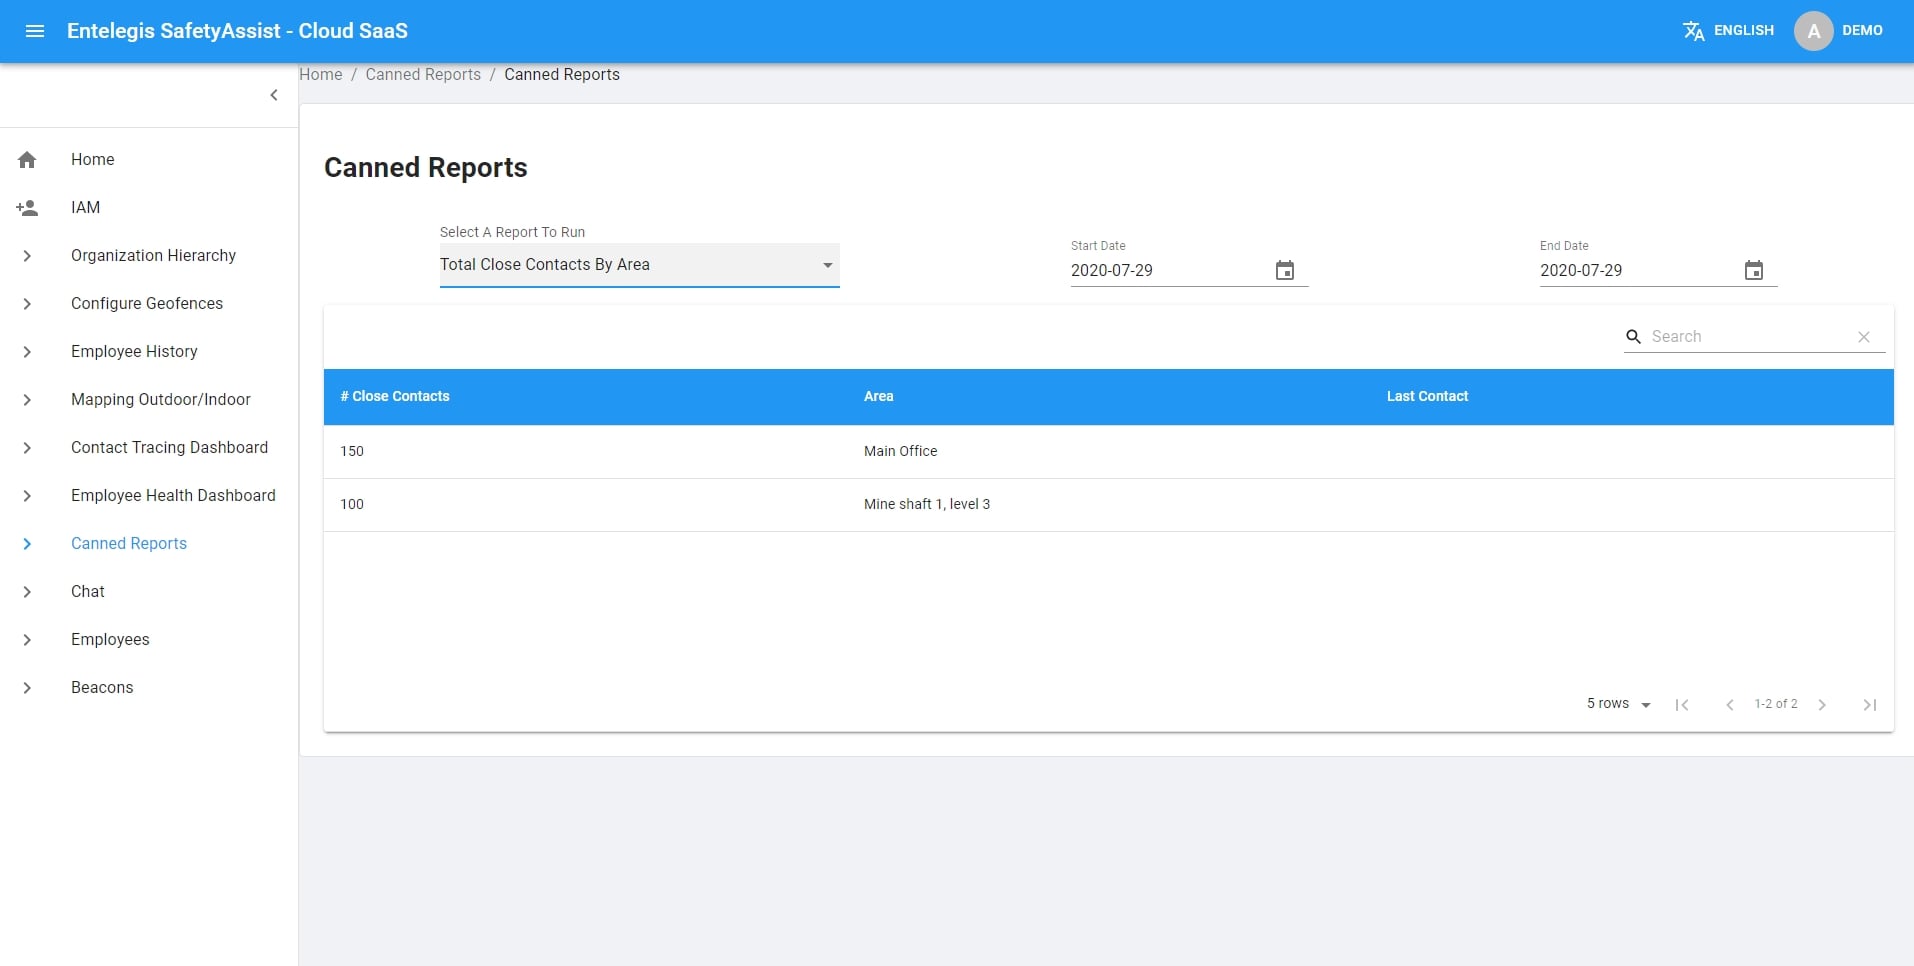 Entelegis SafetyAssist - Cloud SaaS
ENGLISH
A
DEMO
Home / Canned Reports / Canned Reports
Home
IAM
Organization Hierarchy
Configure Geofences
Employee History
Mapping Outdoor/Indoor
Contact Tracing Dashboard
Employee Health Dashboard
Canned Reports
Chat
Employees
Beacons
Canned Reports
Select A Report To Run
Total Close Contacts By Area
Start Date
2020-07-29
End Date
2020-07-29
Search
# Close Contacts Area Last Contact
150 Main Office
100 Mine shaft 1, level 3
5 rows 1-2 of 2